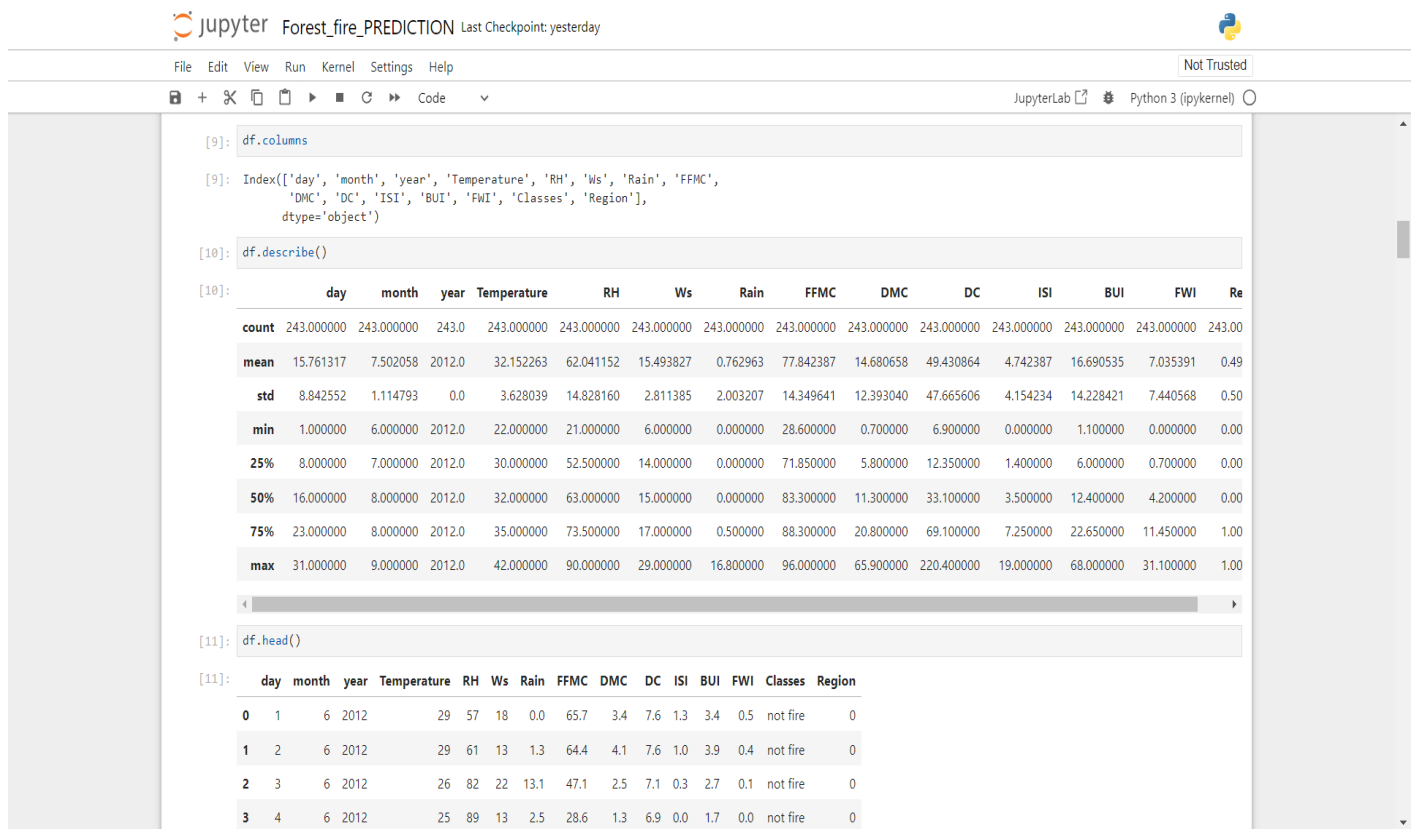 jupyter Forest_fire_PREDICTION Last Checkpoint: yesterday
File Edit View Run Kernel Settings Help Not Trusted
Code JupyterLab Python 3 (ipykernel)
[9]: df.columns
[9]: Index(['day', 'month', 'year', 'Temperature', 'RH', 'Ws', 'Rain', 'FFMC',
'DMC', 'DC', 'ISI', 'BUI', 'FWI', 'Classes', 'Region'],
dtype='object')
[10]: df.describe()
[10]: day month year Temperature RH Ws Rain FFMC DMC DC ISI BUI FWI Re
count 243.000000 243.000000 243.0 243.000000 243.000000 243.000000 243.000000 243.000000 243.000000 243.000000 243.000000 243.000000 243.000000 243.00
mean 15.761317 7.502058 2012.0 32.152263 62.041152 15.493827 0.762963 77.842387 14.680658 49.430864 4.742387 16.690535 7.035391 0.49
std 8.842552 1.114793 0.0 3.628039 14.828160 2.811385 2.003207 14.349641 12.393040 47.665606 4.154234 14.228421 7.440568 0.50
min 1.000000 6.000000 2012.0 22.000000 21.000000 6.000000 0.000000 28.600000 0.700000 6.900000 0.000000 1.100000 0.000000 0.00
25% 8.000000 7.000000 2012.0 30.000000 52.500000 14.000000 0.000000 71.850000 5.800000 12.350000 1.400000 6.000000 0.700000 0.00
50% 16.000000 8.000000 2012.0 32.000000 63.000000 15.000000 0.000000 83.300000 11.300000 33.100000 3.500000 12.400000 4.200000 0.00
75% 23.000000 8.000000 2012.0 35.000000 73.500000 17.000000 0.500000 88.300000 20.800000 69.100000 7.250000 22.650000 11.450000 1.00
max 31.000000 9.000000 2012.0 42.000000 90.000000 29.000000 16.800000 96.000000 65.900000 220.400000 19.000000 68.000000 31.100000 1.00
[11]: df.head()
[11]: day month year Temperature RH Ws Rain FFMC DMC DC ISI BUI FWI Classes Region
0 1 6 2012 29 57 18 0.0 65.7 3.4 7.6 1.3 3.4 0.5 not fire 0
1 2 6 2012 29 61 13 1.3 64.4 4.1 7.6 1.0 3.9 0.4 not fire 0
2 3 6 2012 26 82 22 13.1 47.1 2.5 7.1 0.3 2.7 0.1 not fire 0
3 4 6 2012 25 89 13 2.5 28.6 1.3 6.9 0.0 1.7 0.0 not fire 0